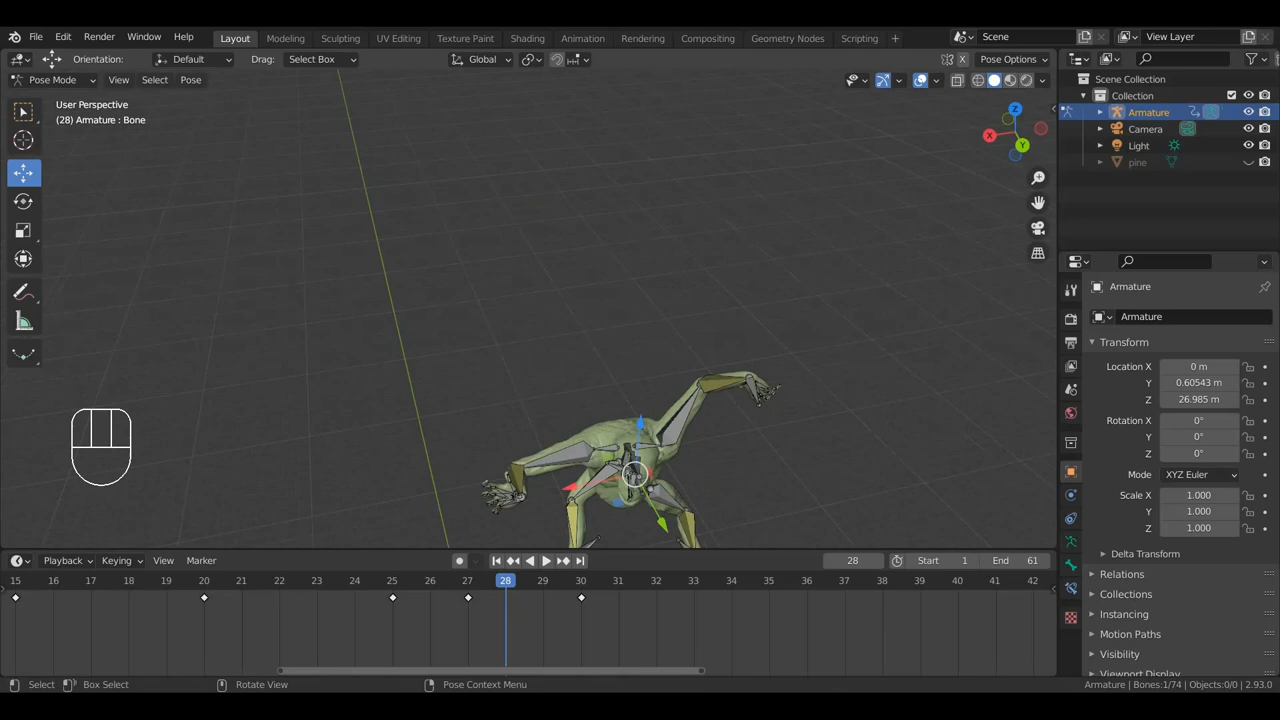 File Edit Render Window Help Layout Modeling Sculpting UV Editing Texture Paint Shading Animation Rendering Compositing Geometry Nodes Scripting + Scene View Layer
Orientation: Default Drag: Select Box Global X Pose Options
Pose Mode View Select Pose
Scene Collection
Collection
Armature
Camera
Light
pine
User Perspective
(28) Armature : Bone
Z
X
Y
Armature
Armature
Transform
Location X 0 m
Y 0.60543 m
Z 26.985 m
Rotation X 0°
Y 0°
Z 0°
Mode XYZ Euler
Scale X 1.000
Y 1.000
Z 1.000
Delta Transform
Relations
Collections
Instancing
Motion Paths
Visibility
Viewport Display
Playback Keying View Marker 28 Start 1 End 61
15 16 17 18 19 20 21 22 23 24 25 26 27 28 29 30 31 32 33 34 35 36 37 38 39 40 41 42
Select Box Select Rotate View Pose Context Menu Armature | Bones:1/74 | Objects:0/0 | 2.93.0